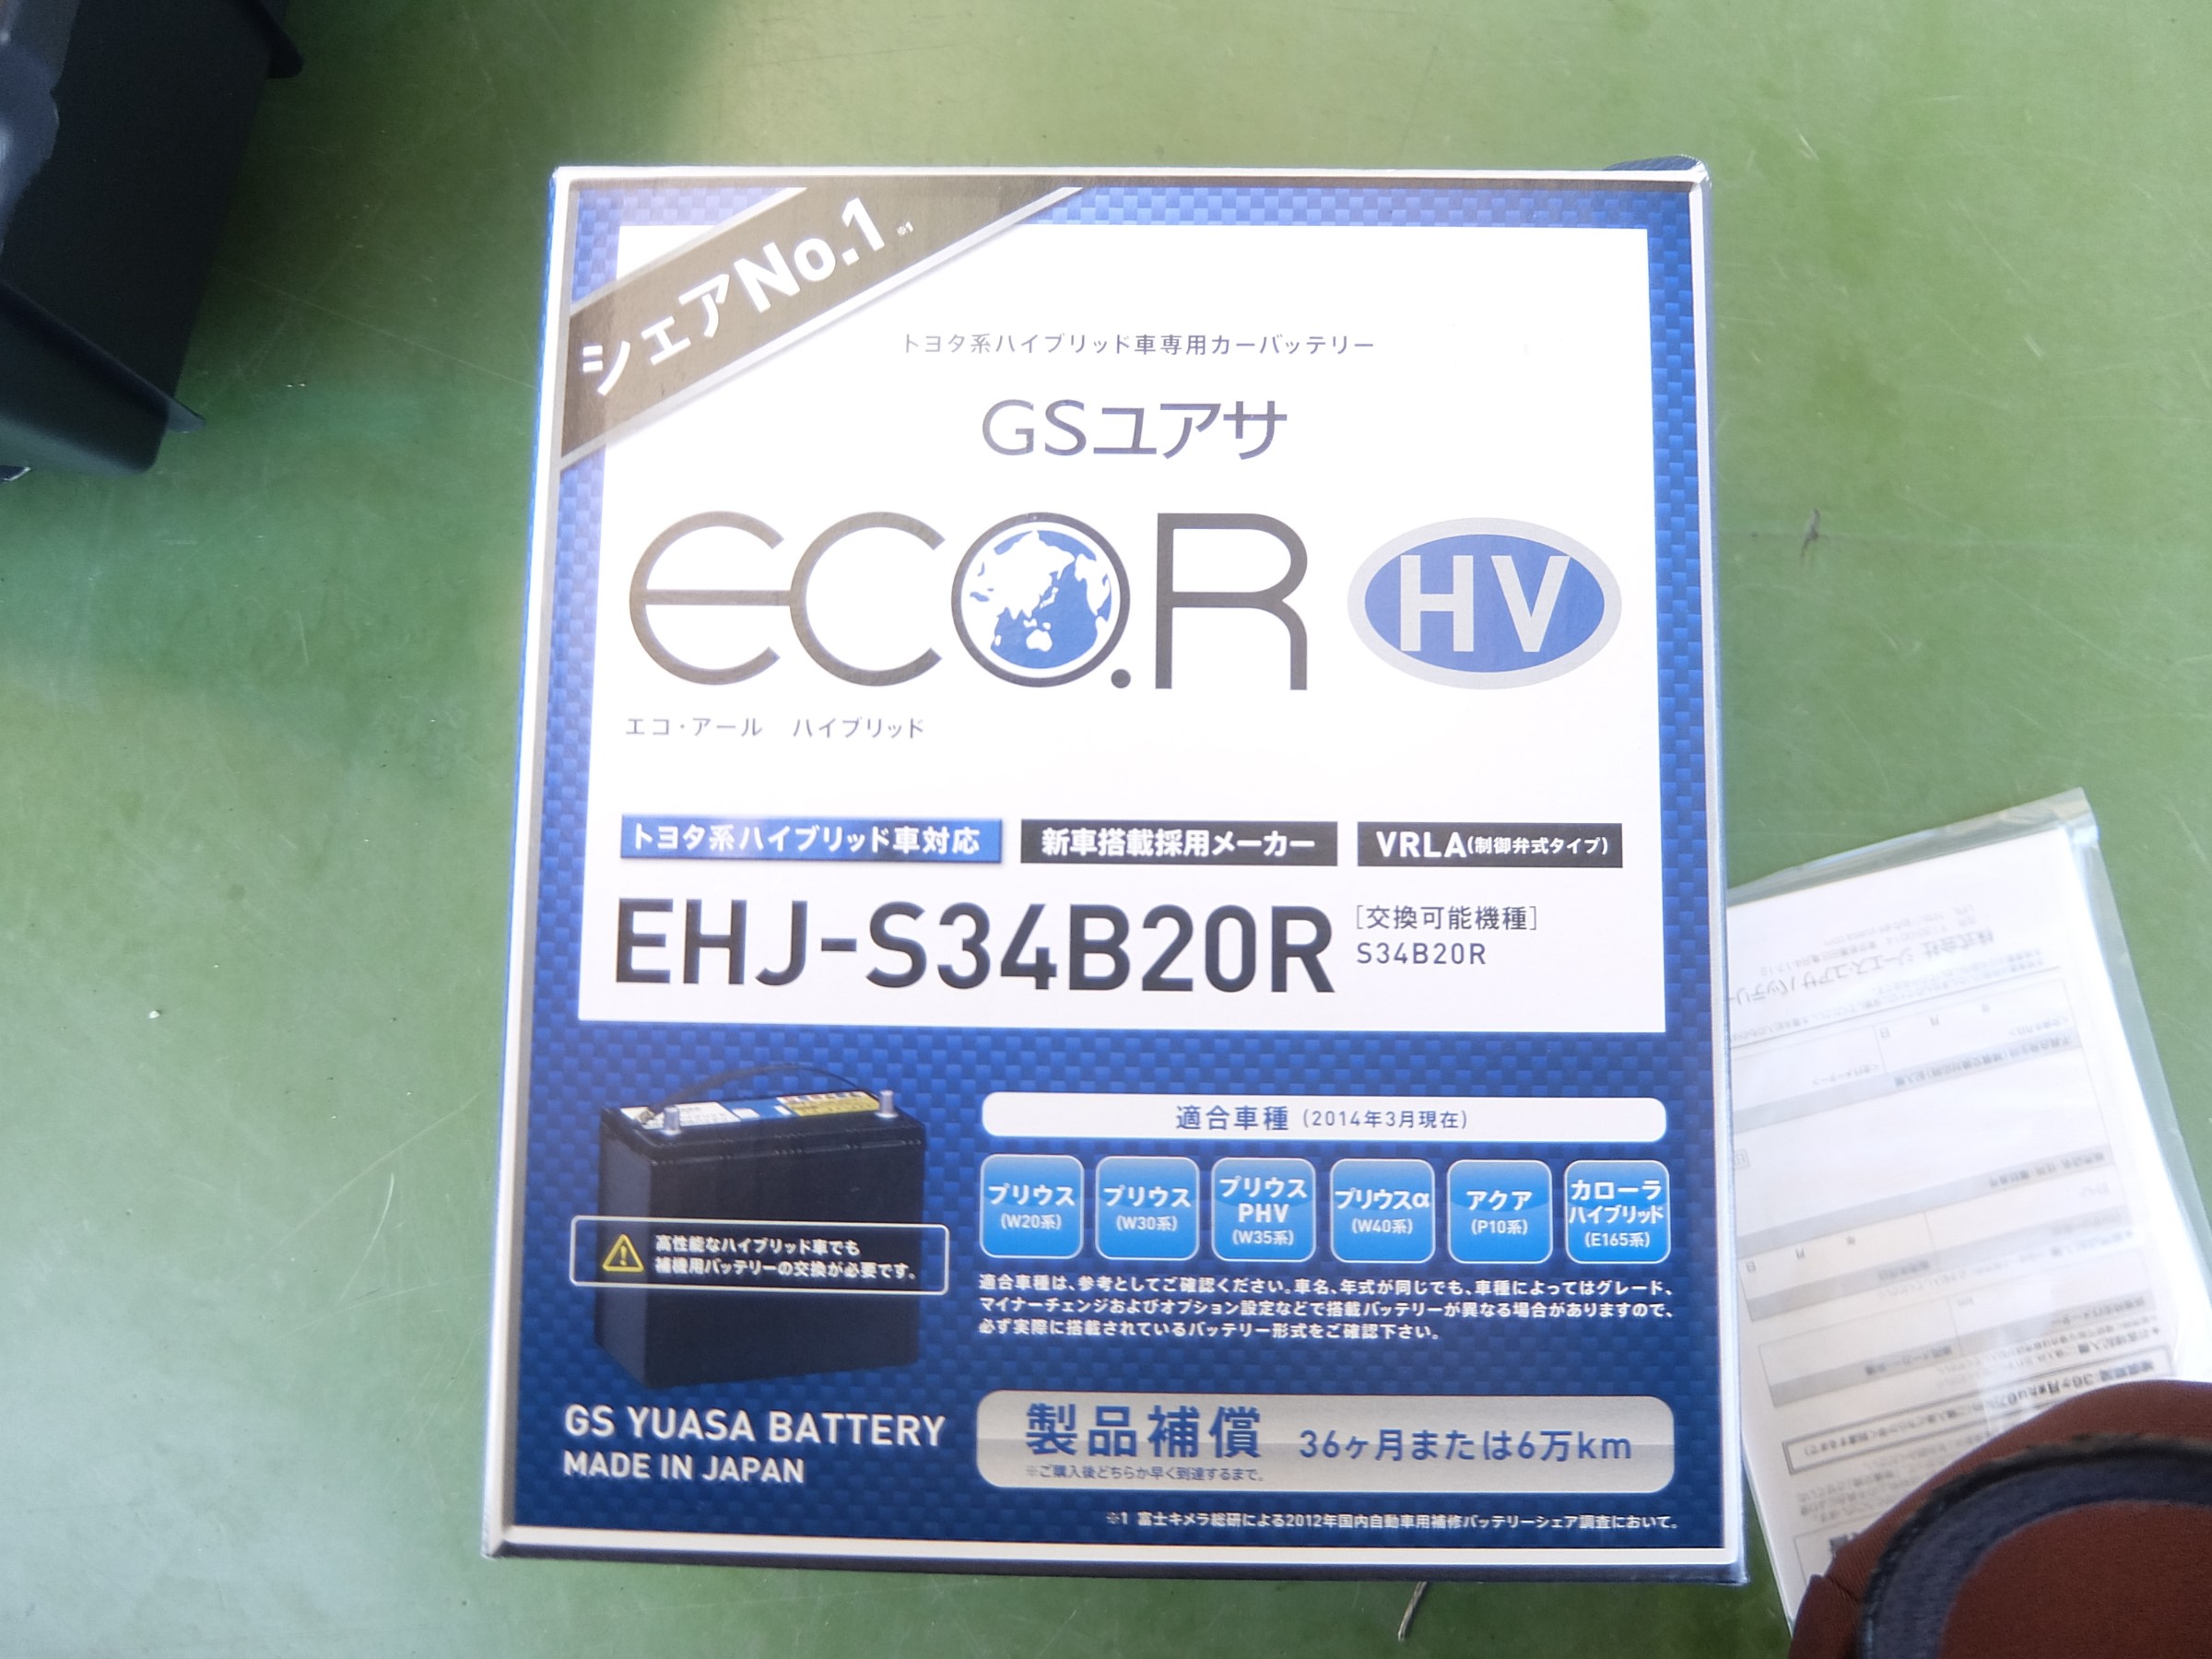 シェアNo.1 ※1
トヨタ系ハイブリッド車専用カーバッテリー
GSユアサ
eco.R HV
エコ・アール ハイブリッド
トヨタ系ハイブリッド車対応 新車搭載採用メーカー VRLA(制御弁式タイプ)
EHJ-S34B20R
[交換可能機種]
S34B20R
適合車種 (2014年3月現在)
プリウス
(W20系)
プリウス
(W30系)
プリウス
PHV
(W35系)
プリウスα
(W40系)
アクア
(P10系)
カローラ
ハイブリッド
(E165系)
高性能なハイブリッド車でも
補機用バッテリーの交換が必要です。
適合車種は、参考としてご確認ください。車名、年式が同じでも、車種によってはグレード、
マイナーチェンジおよびオプション設定などで搭載バッテリーが異なる場合がありますので、
必ず実際に搭載されているバッテリー形式をご確認下さい。
GS YUASA BATTERY
MADE IN JAPAN
製品補償 36ヶ月または6万km
※ご購入後どちらか早く到達するまで。
※1 富士キメラ総研による2012年国内自動車用補修バッテリーシェア調査において。
株式会社 ジーエス・ユアサ バッテリー